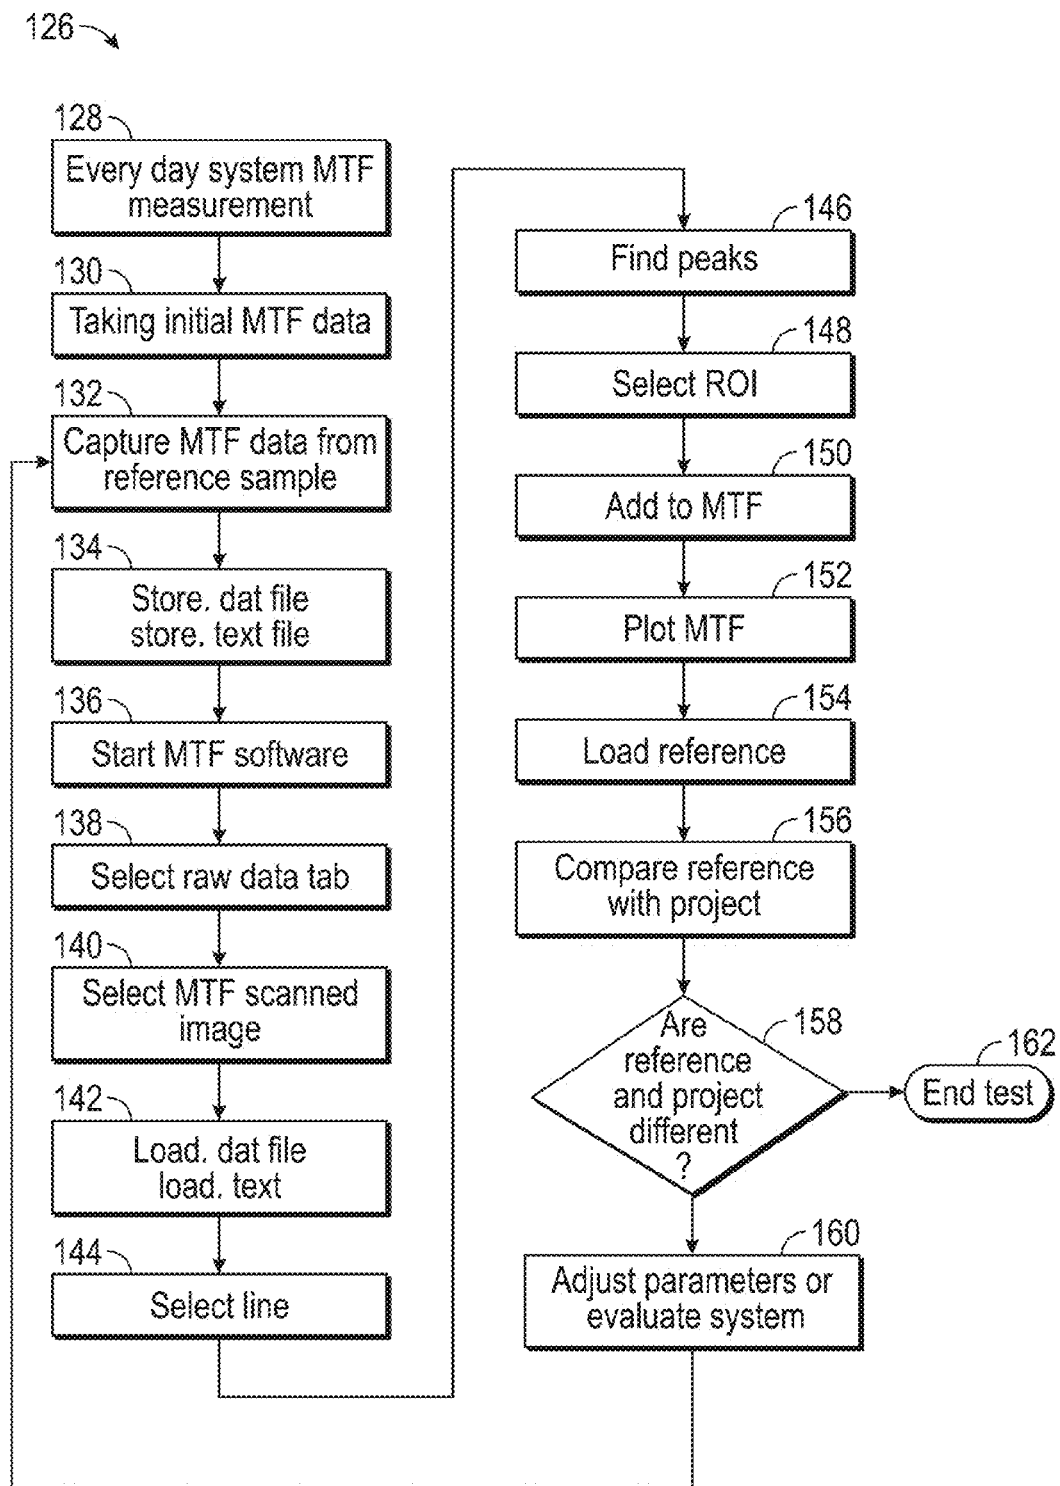 126
128
Every day system MTF
measurement
130
Taking initial MTF data
132
Capture MTF data from
reference sample
134
Store. dat file
store. text file
136
Start MTF software
138
Select raw data tab
140
Select MTF scanned
image
142
Load. dat file
load. text
144
Select line
146
Find peaks
148
Select ROI
150
Add to MTF
152
Plot MTF
154
Load reference
156
Compare reference
with project
158
Are
reference
and project
different
?
162
End test
160
Adjust parameters or
evaluate system